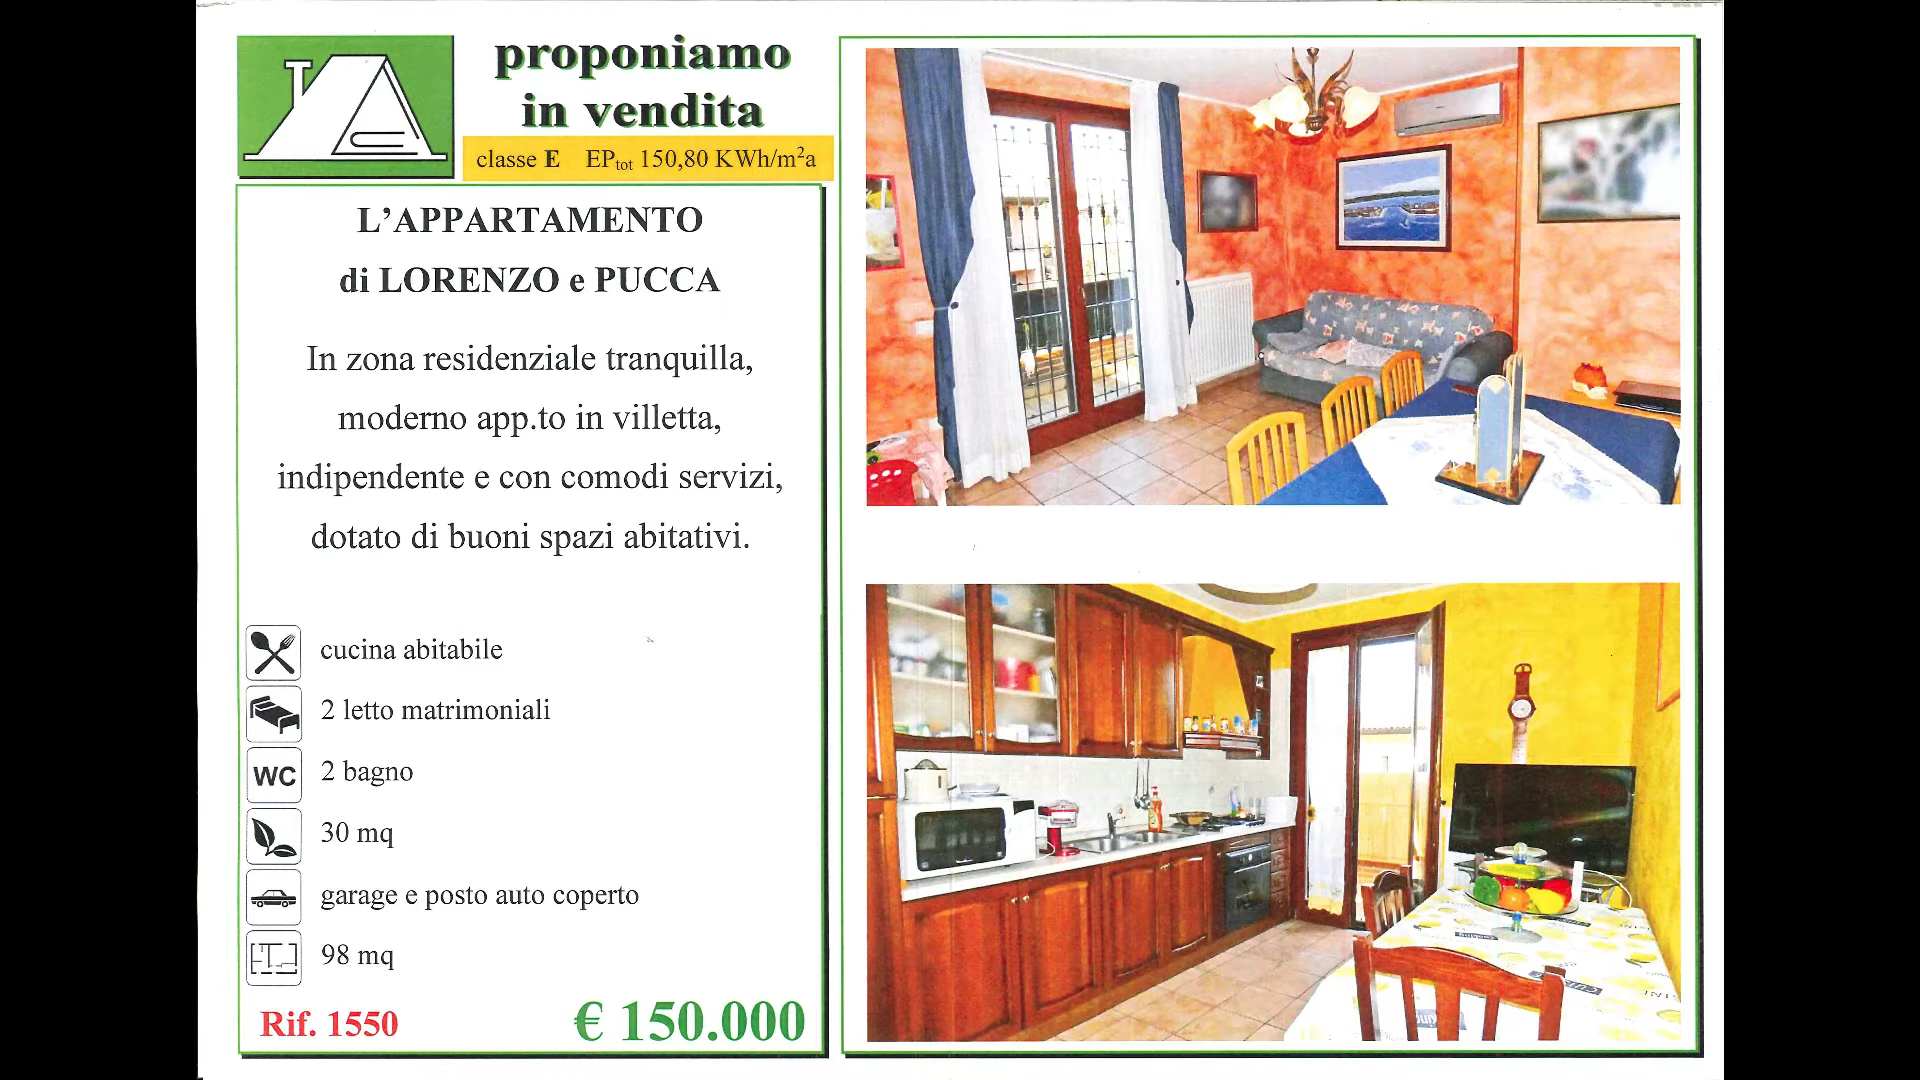 proponiamo
in vendita
classe E EPtot 150,80 KWh/m²a
L’APPARTAMENTO
di LORENZO e PUCCA
In zona residenziale tranquilla,
moderno app.to in villetta,
indipendente e con comodi servizi,
dotato di buoni spazi abitativi.
cucina abitabile
2 letto matrimoniali
WC 2 bagno
30 mq
garage e posto auto coperto
98 mq
Rif. 1550 € 150.000